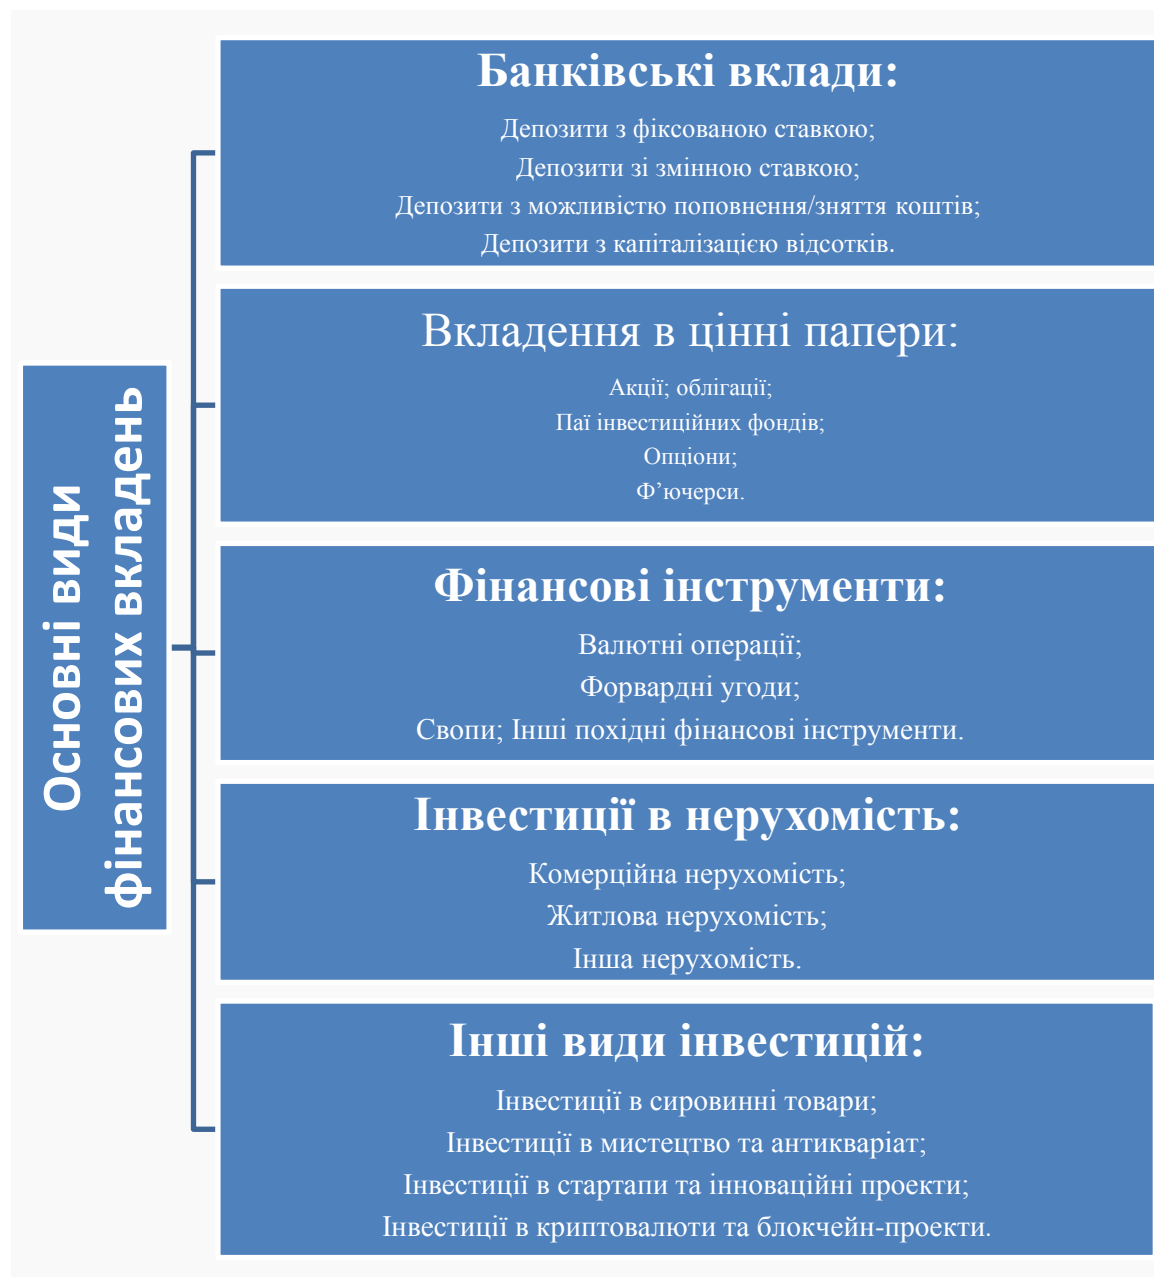 Основні види
фінансових вкладень
Банківські вклади:
Депозити з фіксованою ставкою;
Депозити зі змінною ставкою;
Депозити з можливістю поповнення/зняття коштів;
Депозити з капіталізацією відсотків.
Вкладення в цінні папери:
Акції; облігації;
Паї інвестиційних фондів;
Опціони;
Ф’ючерси.
Фінансові інструменти:
Валютні операції;
Форвардні угоди;
Свопи; Інші похідні фінансові інструменти.
Інвестиції в нерухомість:
Комерційна нерухомість;
Житлова нерухомість;
Інша нерухомість.
Інші види інвестицій:
Інвестиції в сировинні товари;
Інвестиції в мистецтво та антикваріат;
Інвестиції в стартапи та інноваційні проекти;
Інвестиції в криптовалюти та блокчейн-проекти.